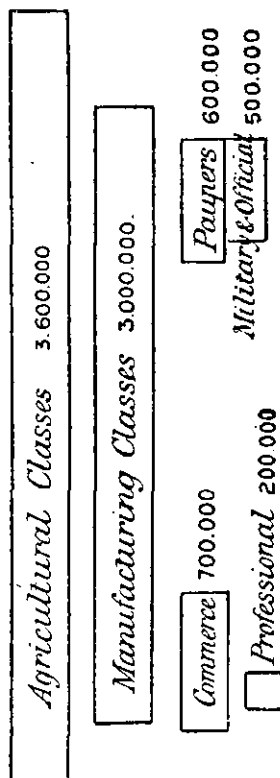 Agricultural Classes 3.600.000
Manufacturing Classes 3.000.000.
Commerce 700.000
Paupers 600.000
Professional 200.000
Military & Official 500.000